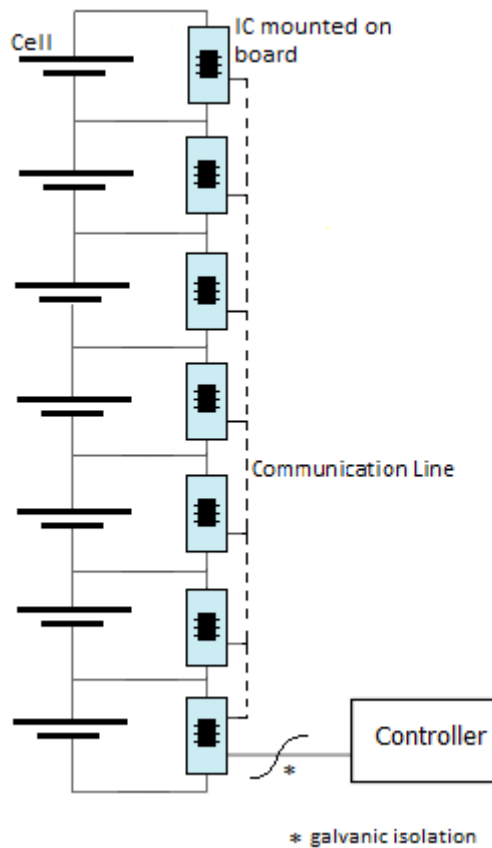 Cell
IC mounted on
board
Communication Line
Controller
*
* galvanic isolation